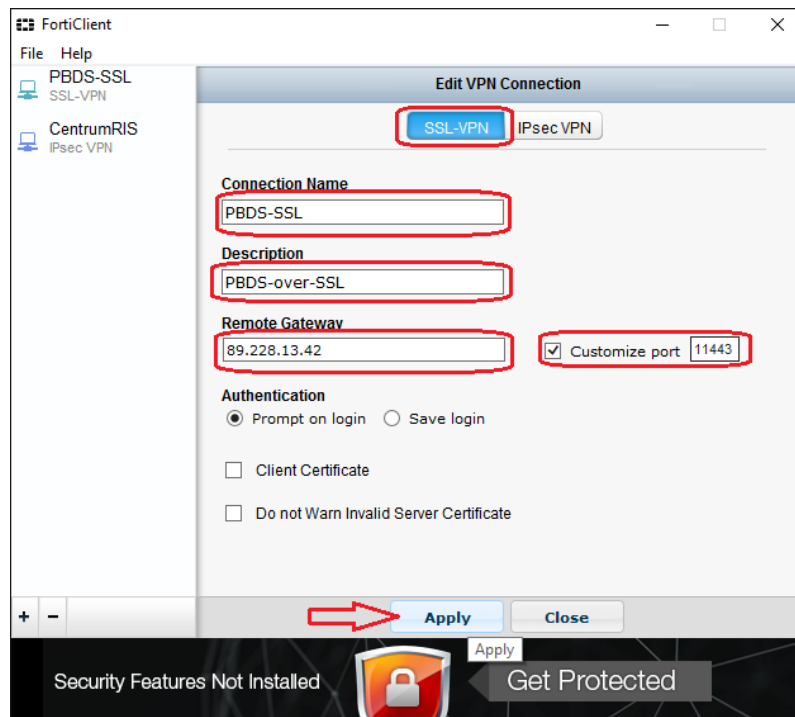 FortiClient
File Help
PBDS-SSL
SSL-VPN
CentrumRIS
IPsec VPN
Edit VPN Connection
SSL-VPN IPsec VPN
Connection Name
PBDS-SSL
Description
PBDS-over-SSL
Remote Gateway
89.228.13.42 Customize port 11443
Authentication
Prompt on login Save login
Client Certificate
Do not Warn Invalid Server Certificate
+ −
Apply Close
Apply
Security Features Not Installed Get Protected